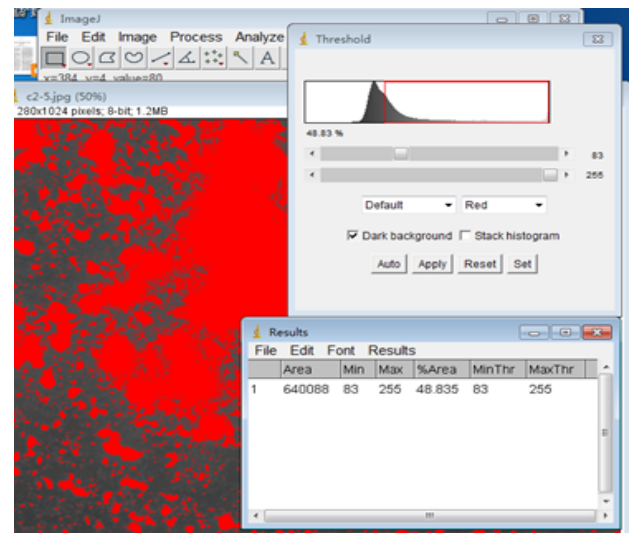 ImageJ
File Edit Image Process Analyze
x=384, y=4, value=80
c2-5.jpg (50%)
280x1024 pixels; 8-bit; 1.2MB
Threshold
48.83 %
83
255
Default Red
Dark background Stack histogram
Auto Apply Reset Set
Results
File Edit Font Results
Area Min Max %Area MinThr MaxThr
1 640088 83 255 48.835 83 255